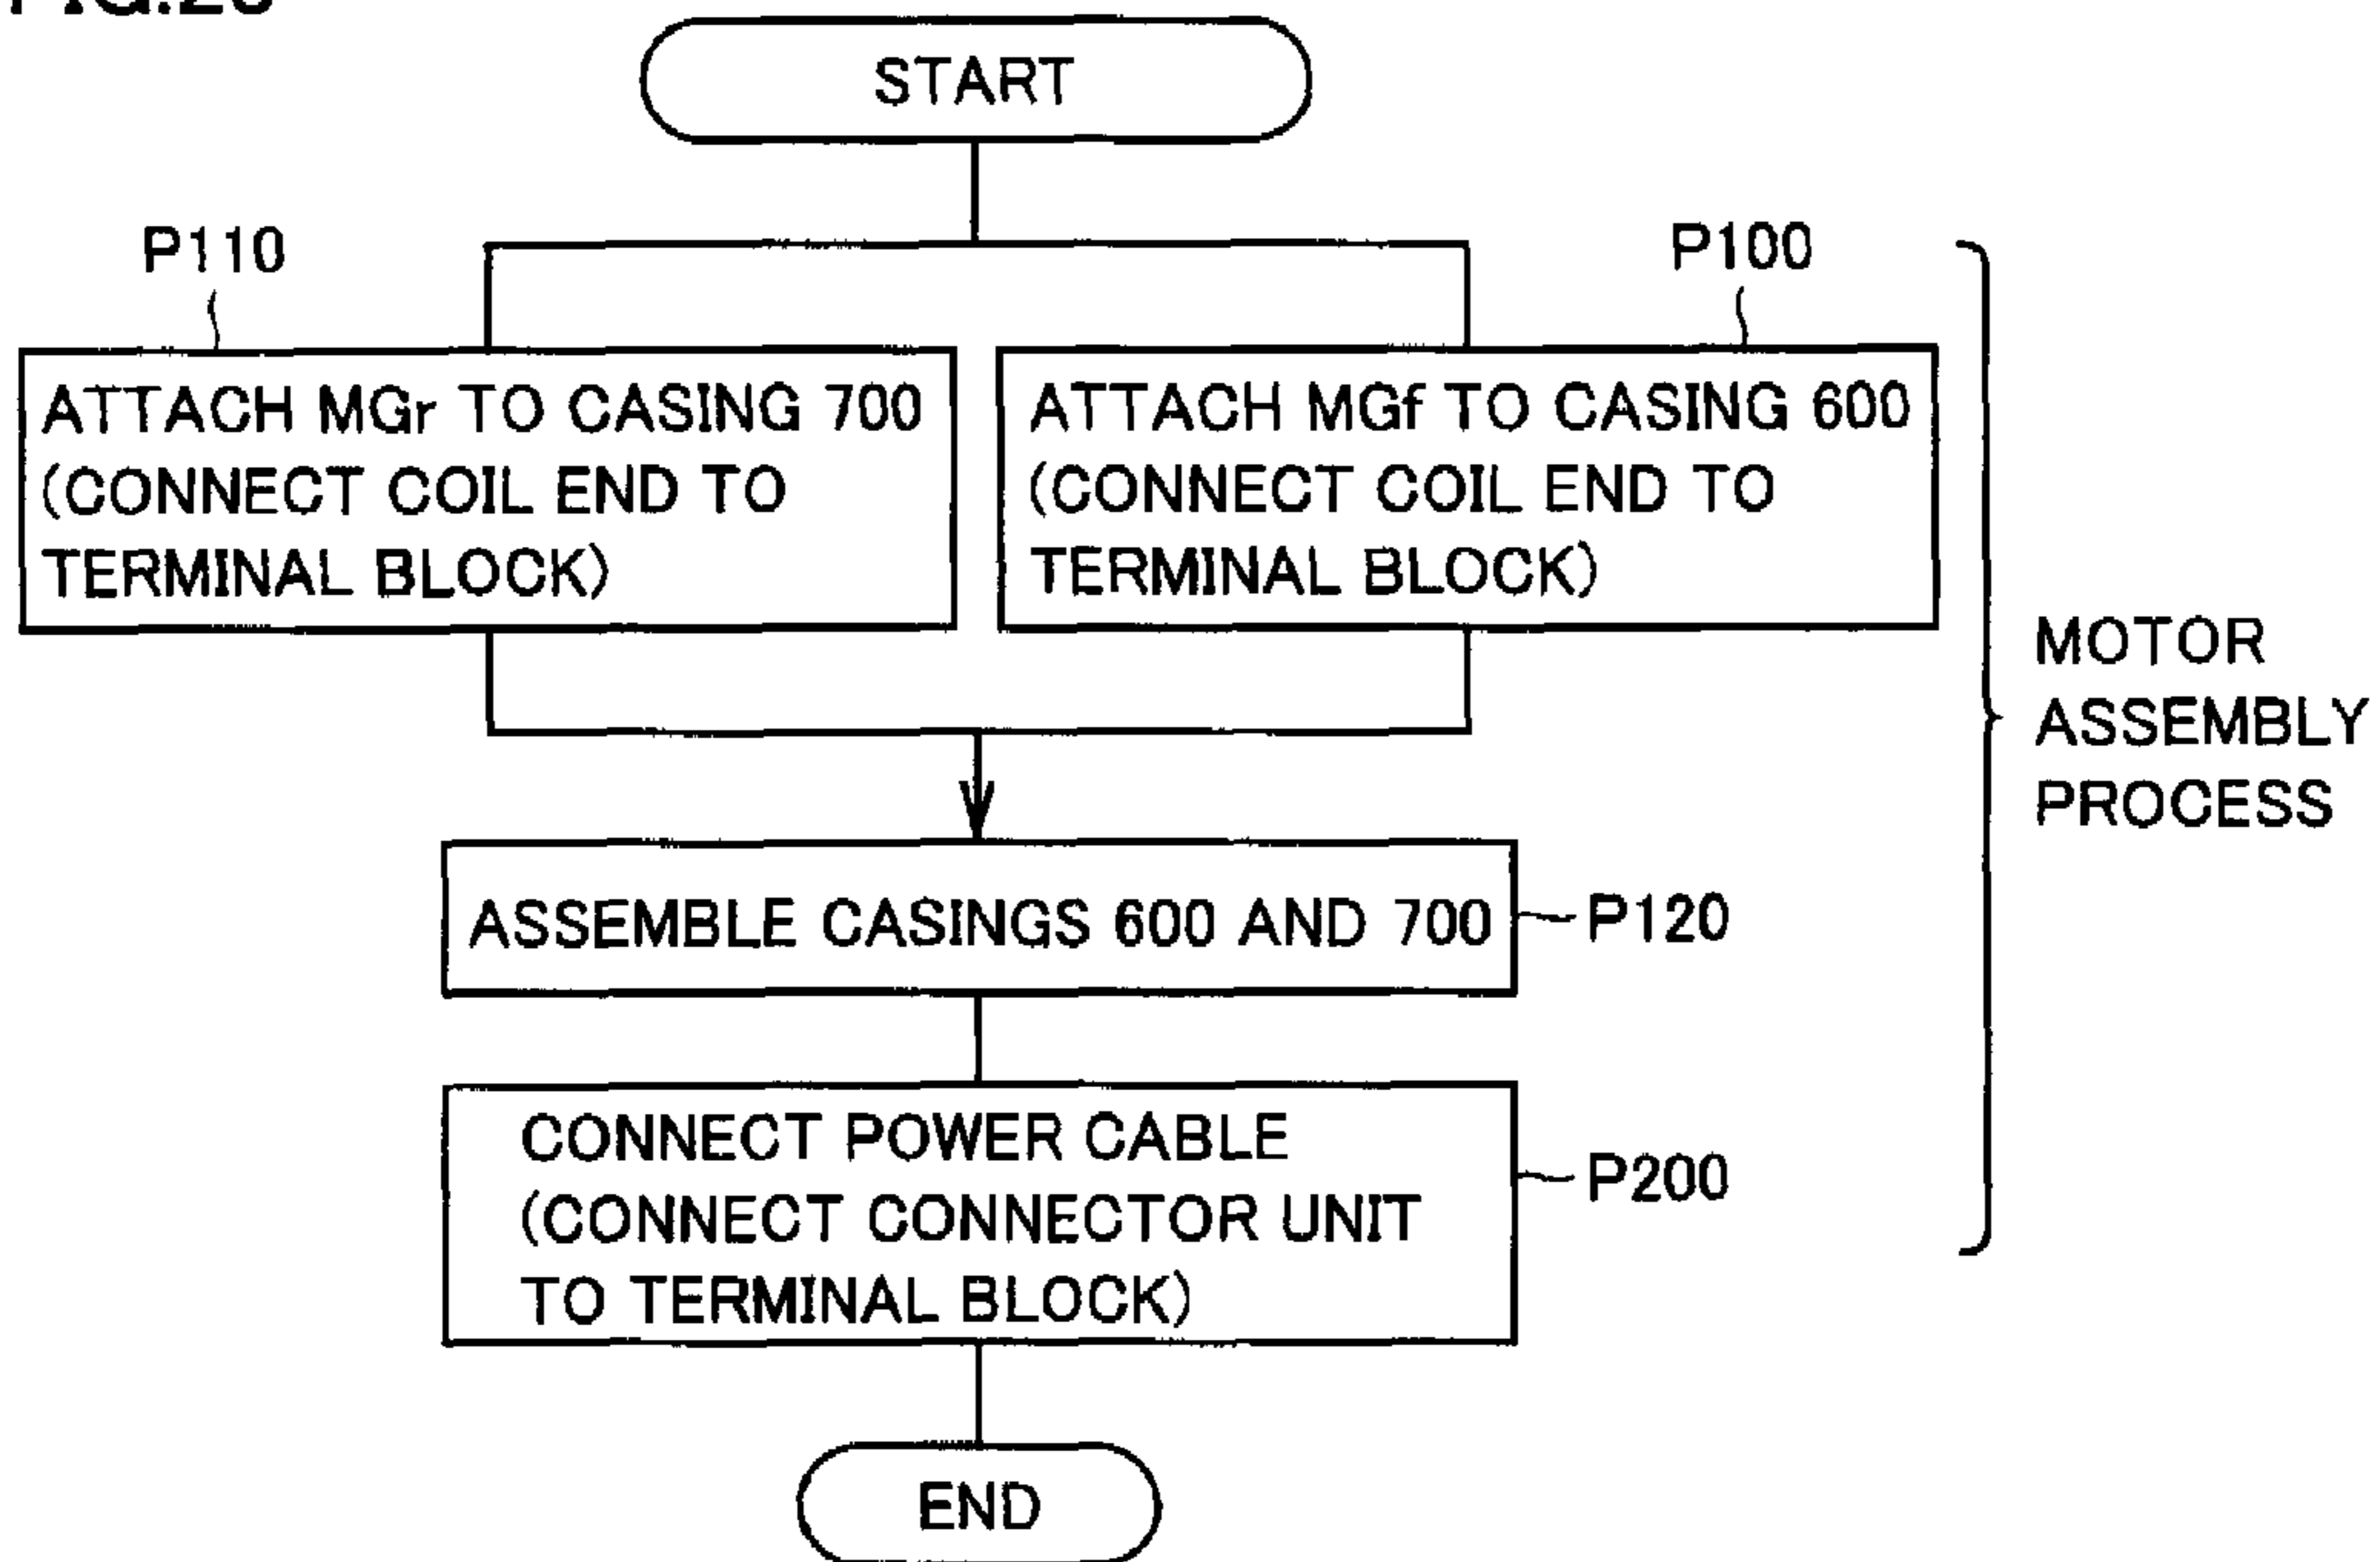 START
P110
P100
ATTACH MGr TO CASING 700
(CONNECT COIL END TO
TERMINAL BLOCK)
ATTACH MGf TO CASING 600
(CONNECT COIL END TO
TERMINAL BLOCK)
MOTOR
ASSEMBLY
PROCESS
ASSEMBLE CASINGS 600 AND 700
P120
CONNECT POWER CABLE
(CONNECT CONNECTOR UNIT
TO TERMINAL BLOCK)
P200
END